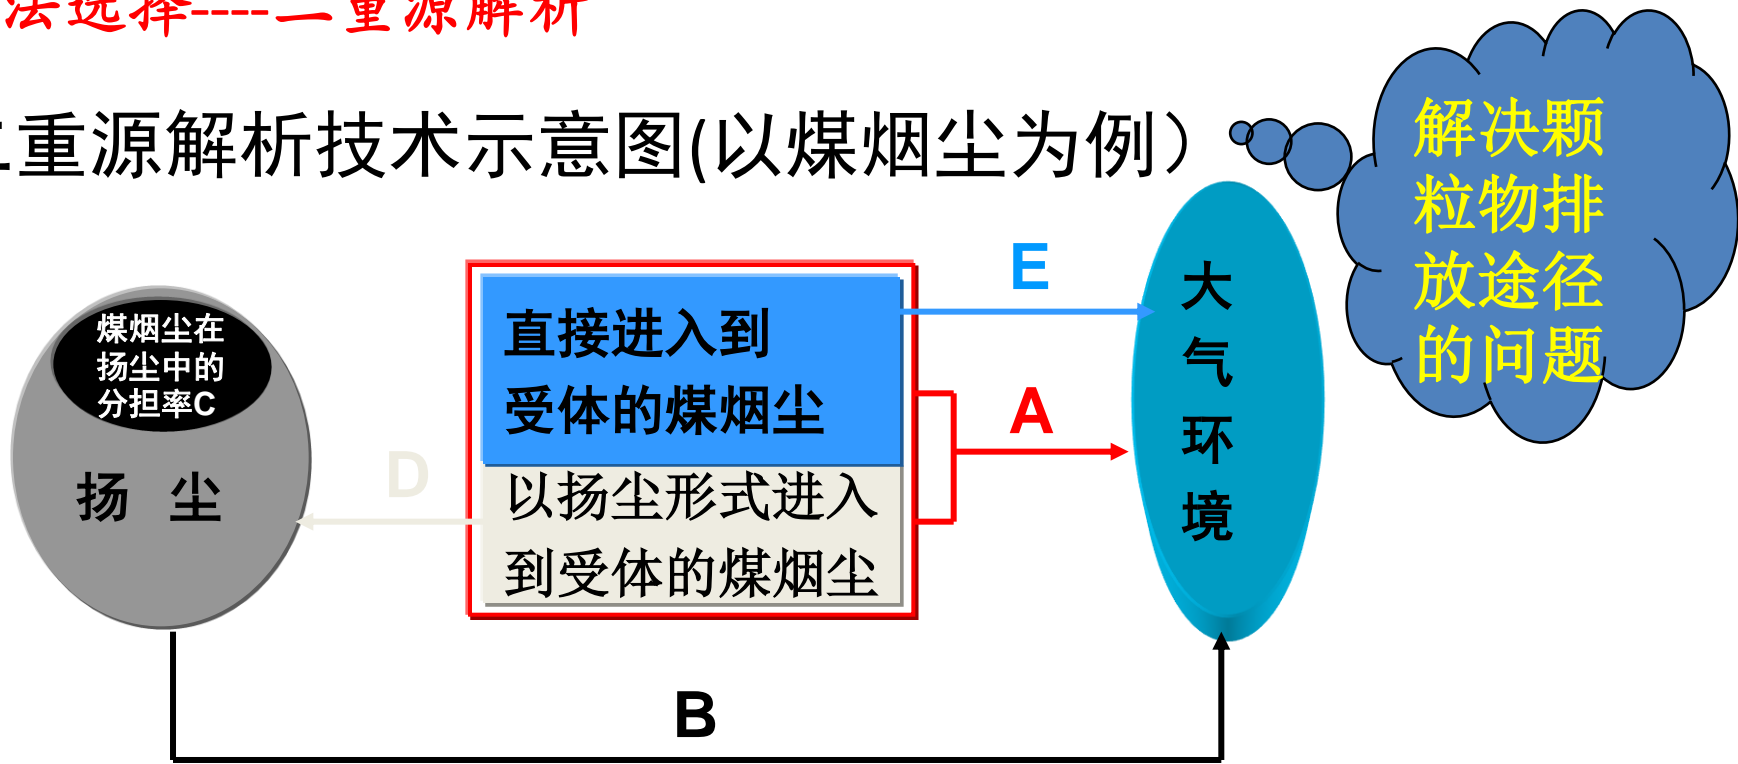 法选择----二重源解析
二重源解析技术示意图(以煤烟尘为例）
解决颗
粒物排
放途径
的问题
煤烟尘在
扬尘中的
分担率C
扬 尘
D
直接进入到
受体的煤烟尘
以扬尘形式进入
到受体的煤烟尘
E
A
大
气
环
境
B